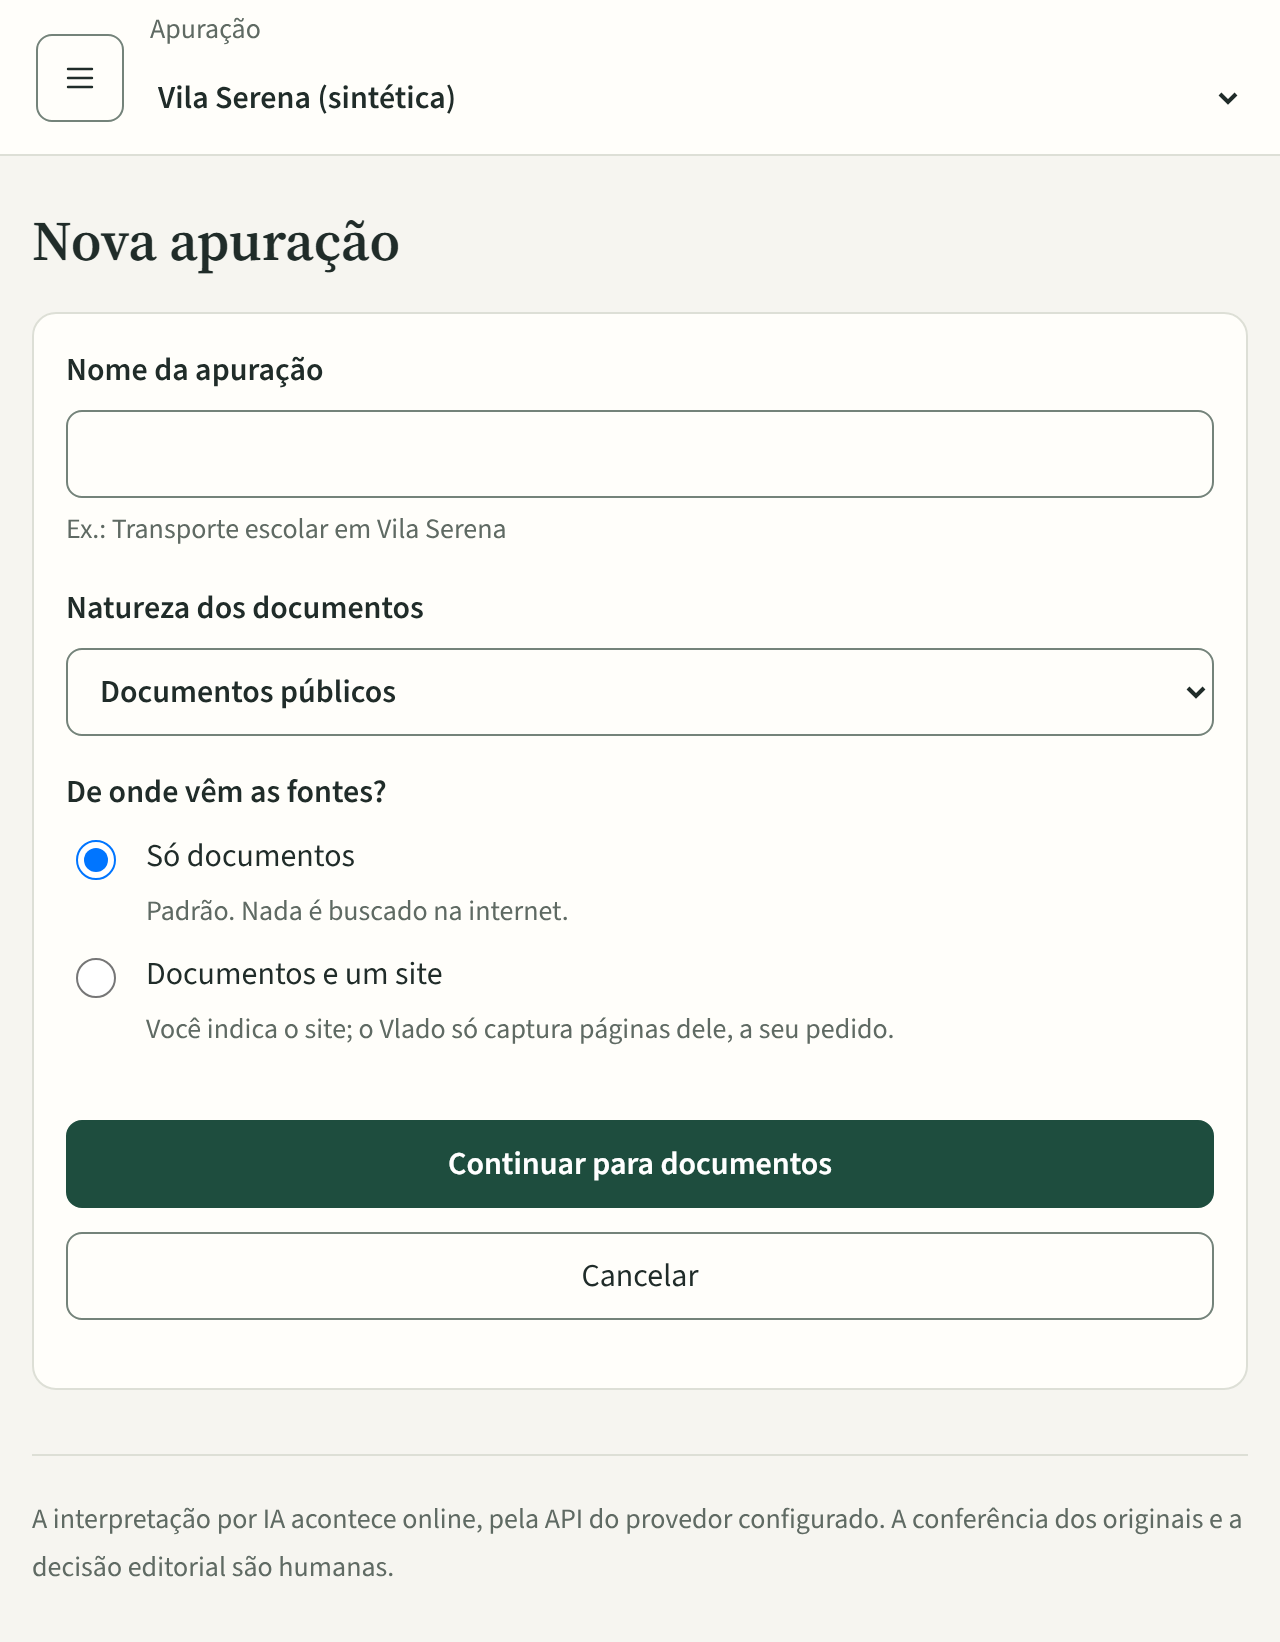 Apuração
Vila Serena (sintética)
Nova apuração
Nome da apuração
Ex.: Transporte escolar em Vila Serena
Natureza dos documentos
Documentos públicos
De onde vêm as fontes?
Só documentos
Padrão. Nada é buscado na internet.
Documentos e um site
Você indica o site; o Vlado só captura páginas dele, a seu pedido.
Continuar para documentos
Cancelar
A interpretação por IA acontece online, pela API do provedor configurado. A conferência dos originais e a
decisão editorial são humanas.